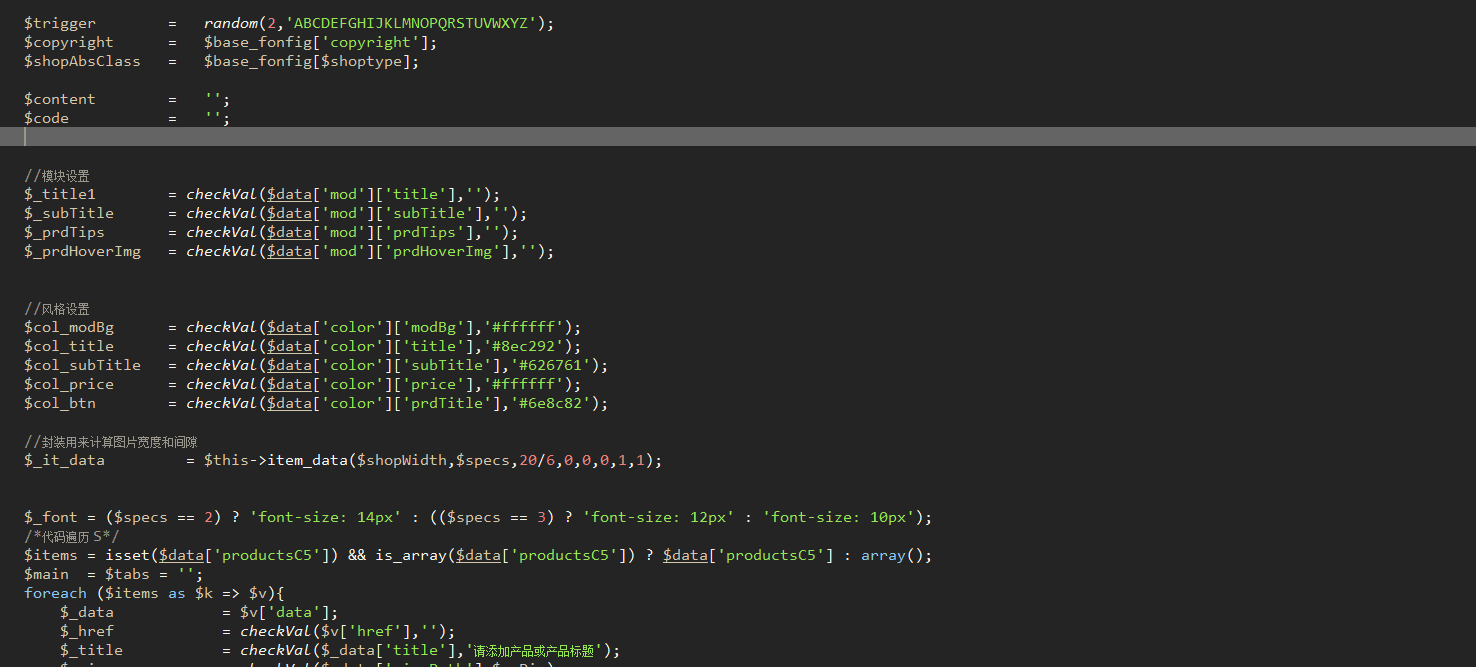 $trigger = random(2,'ABCDEFGHIJKLMNOPQRSTUVWXYZ');
$copyright = $base_fonfig['copyright'];
$shopAbsClass = $base_fonfig[$shoptype];
$content = '';
$code = '';
//模块设置
$_title1 = checkVal($data['mod']['title'],'');
$_subTitle = checkVal($data['mod']['subTitle'],'');
$_prdTips = checkVal($data['mod']['prdTips'],'');
$_prdHoverImg = checkVal($data['mod']['prdHoverImg'],'');
//风格设置
$col_modBg = checkVal($data['color']['modBg'],'#ffffff');
$col_title = checkVal($data['color']['title'],'#8ec292');
$col_subTitle = checkVal($data['color']['subTitle'],'#626761');
$col_price = checkVal($data['color']['price'],'#ffffff');
$col_btn = checkVal($data['color']['prdTitle'],'#6e8c82');
//封装用来计算图片宽度和间隙
$_it_data = $this->item_data($shopWidth,$specs,20/6,0,0,0,1,1);
$_font = ($specs == 2) ? 'font-size: 14px' : (($specs == 3) ? 'font-size: 12px' : 'font-size: 10px');
/*代码遍历 S*/
$items = isset($data['productsC5']) && is_array($data['productsC5']) ? $data['productsC5'] : array();
$main = $tabs = '';
foreach ($items as $k => $v){
$_data = $v['data'];
$_href = checkVal($v['href'],'');
$_title = checkVal($_data['title'],'请添加产品或产品标题');